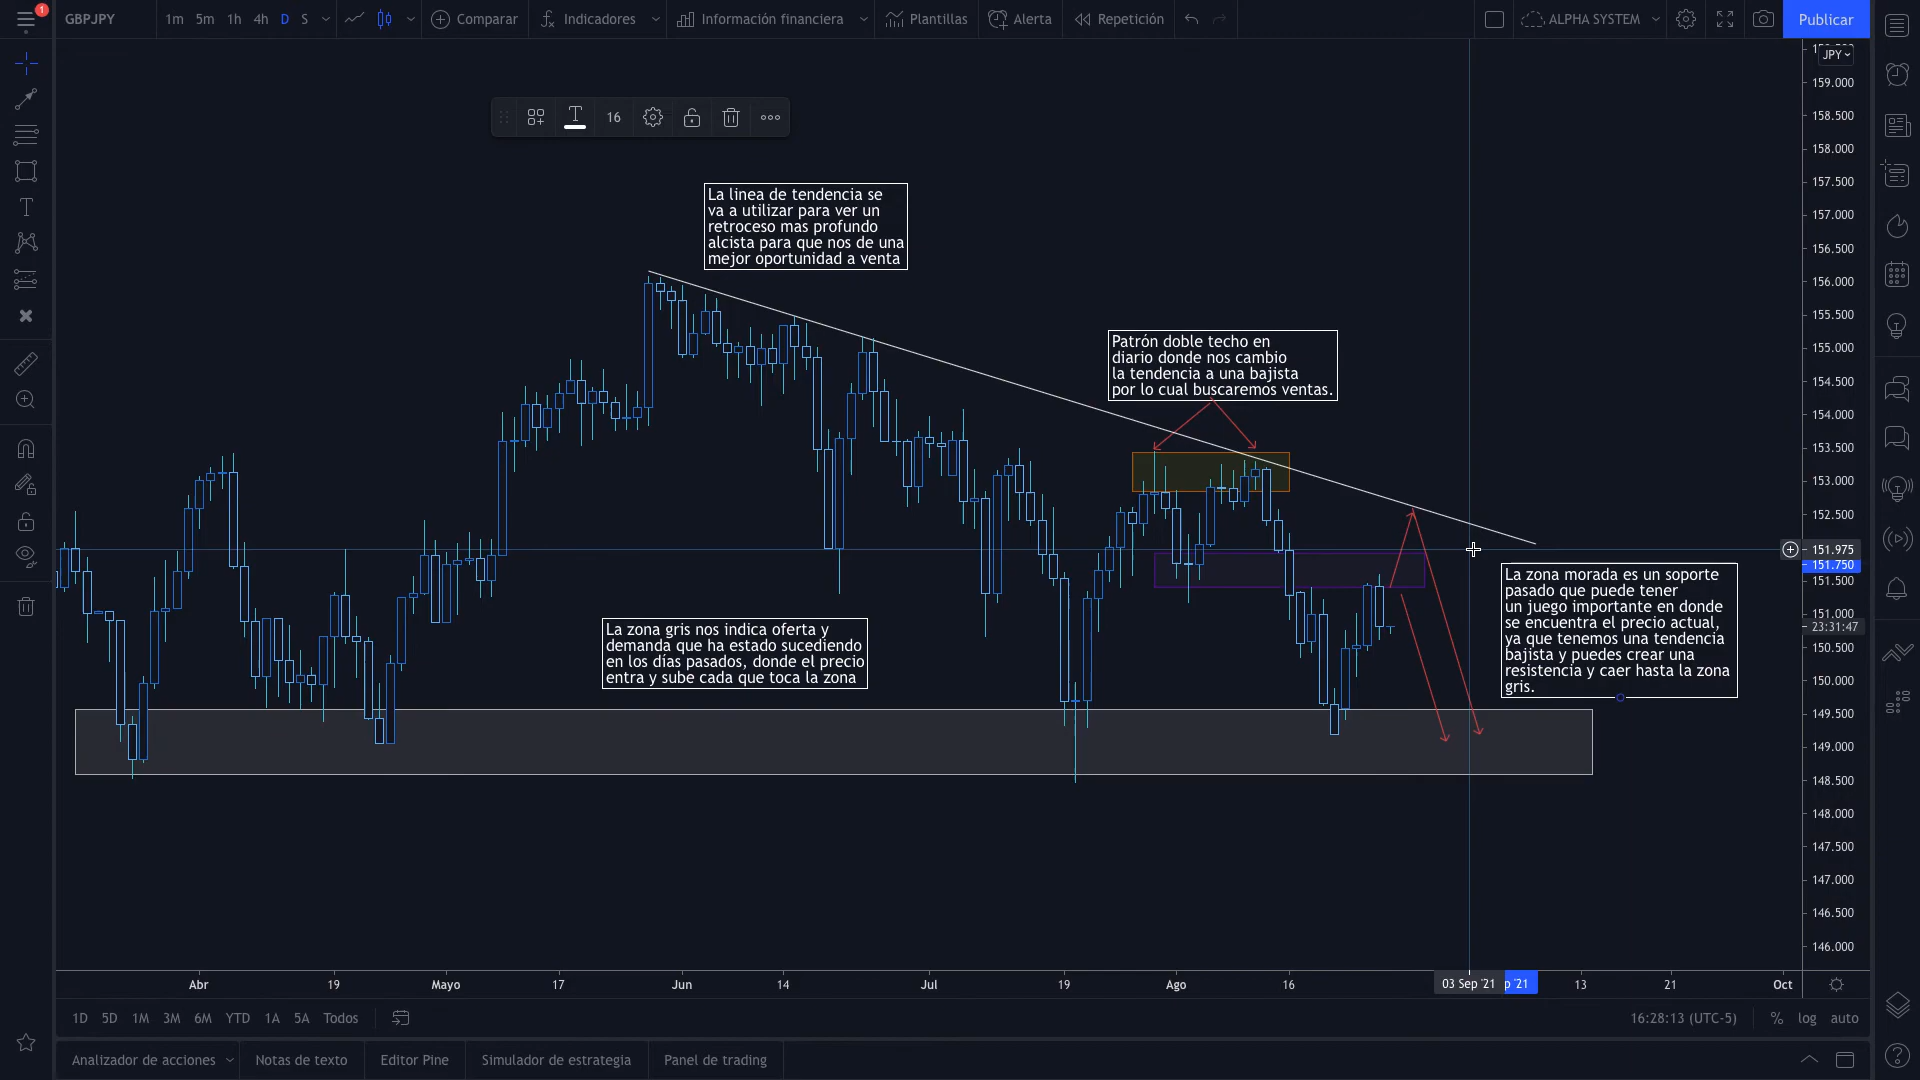 1
GBPJPY
1m 5m 1h 4h D S
Comparar
Indicadores
Información financiera
Plantillas
Alerta
Repetición
ALPHA SYSTEM
Publicar
T 16
JPY
La linea de tendencia se
va a utilizar para ver un
retroceso mas profundo
alcista para que nos de una
mejor oportunidad a venta
Patrón doble techo en
diario donde nos cambio
la tendencia a una bajista
por lo cual buscaremos ventas.
La zona gris nos indica oferta y
demanda que ha estado sucediendo
en los días pasados, donde el precio
entra y sube cada que toca la zona
La zona morada es un soporte
pasado que puede tener
un juego importante en donde
se encuentra el precio actual,
ya que tenemos una tendencia
bajista y puedes crear una
resistencia y caer hasta la zona
gris.
159.000
158.500
158.000
157.500
157.000
156.500
156.000
155.500
155.000
154.500
154.000
153.500
153.000
152.500
151.975
151.750
151.500
151.000
23:31:47
150.500
150.000
149.500
149.000
148.500
148.000
147.500
147.000
146.500
146.000
Abr 19 Mayo 17 Jun 14 Jul 19 Ago 16 03 Sep '21 p '21 13 21 Oct
1D 5D 1M 3M 6M YTD 1A 5A Todos
16:28:13 (UTC-5) % log auto
Analizador de acciones
Notas de texto
Editor Pine
Simulador de estrategia
Panel de trading